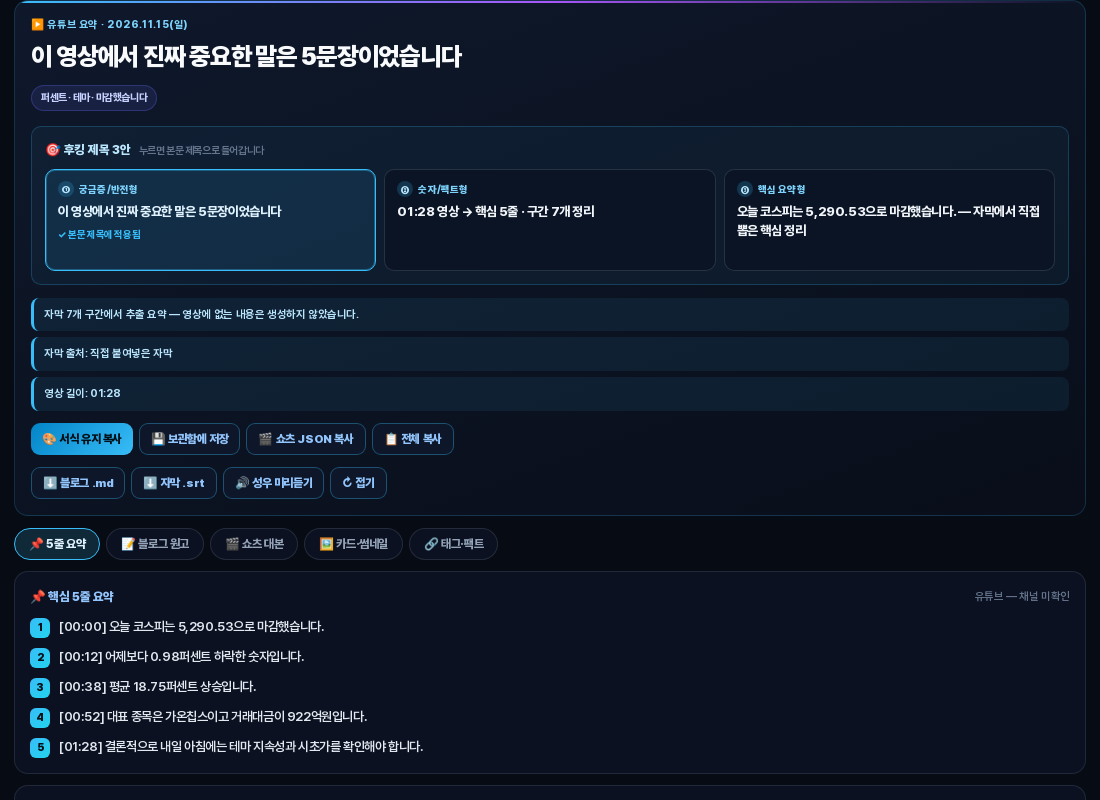 ▶️ 유튜브 요약 · 2026.11.15(일)
이 영상에서 진짜 중요한 말은 5문장이었습니다
퍼센트 · 테마 · 마감했습니다
🎯 후킹 제목 3안 누르면 본문 제목으로 들어갑니다
궁금증/반전형
이 영상에서 진짜 중요한 말은 5문장이었습니다
✓ 본문 제목에 적용됨
숫자/팩트형
01:28 영상 → 핵심 5줄 · 구간 7개 정리
핵심 요약형
오늘 코스피는 5,290.53으로 마감했습니다. — 자막에서 직접
뽑은 핵심 정리
자막 7개 구간에서 추출 요약 — 영상에 없는 내용은 생성하지 않았습니다.
자막 출처: 직접 붙여넣은 자막
영상 길이: 01:28
🎨 서식 유지 복사
💾 보관함에 저장
🎬 쇼츠 JSON 복사
📋 전체 복사
⬇️ 블로그 .md
⬇️ 자막 .srt
🔊 성우 미리듣기
↻ 접기
📌 5줄 요약
📝 블로그 원고
🎬 쇼츠 대본
🖼️ 카드·썸네일
🔗 태그·팩트
📌 핵심 5줄 요약
유튜브 — 채널 미확인
1 [00:00] 오늘 코스피는 5,290.53으로 마감했습니다.
2 [00:12] 어제보다 0.98퍼센트 하락한 숫자입니다.
3 [00:38] 평균 18.75퍼센트 상승입니다.
4 [00:52] 대표 종목은 가온칩스이고 거래대금이 922억원입니다.
5 [01:28] 결론적으로 내일 아침에는 테마 지속성과 시초가를 확인해야 합니다.